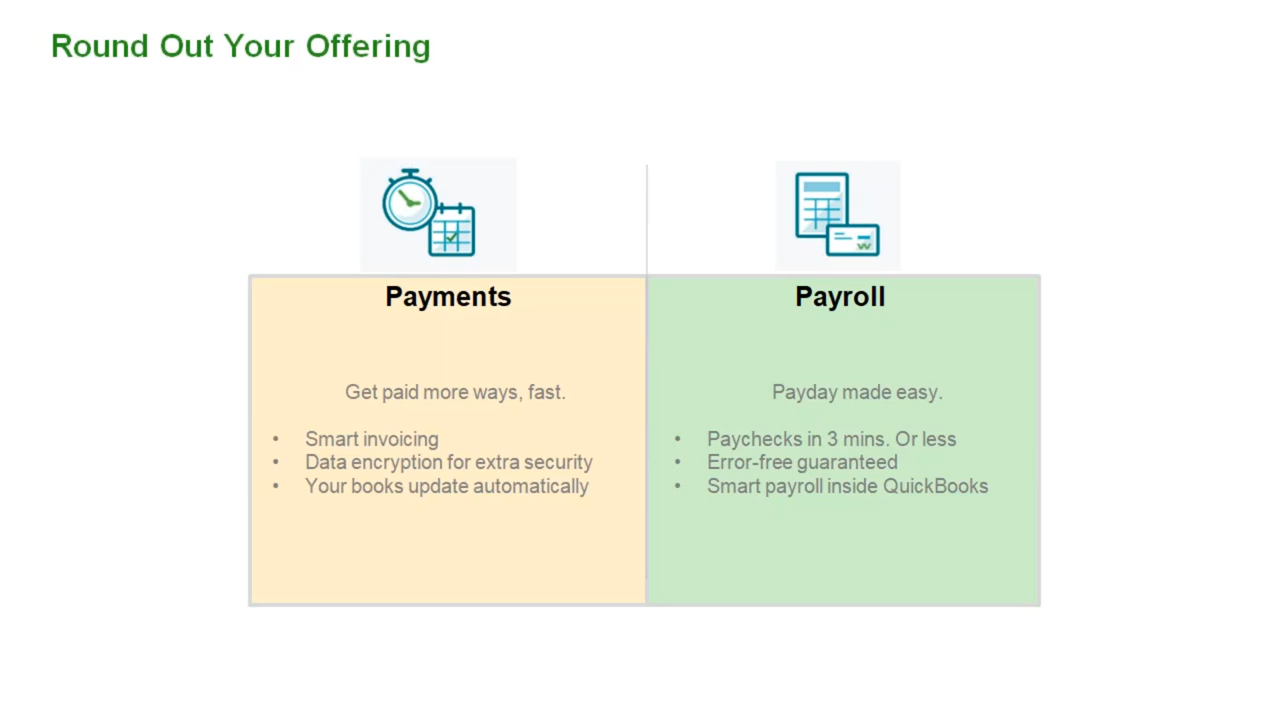 Round Out Your Offering
Payments
Get paid more ways, fast.
• Smart invoicing
• Data encryption for extra security
• Your books update automatically
Payroll
Payday made easy.
• Paychecks in 3 mins. Or less
• Error-free guaranteed
• Smart payroll inside QuickBooks